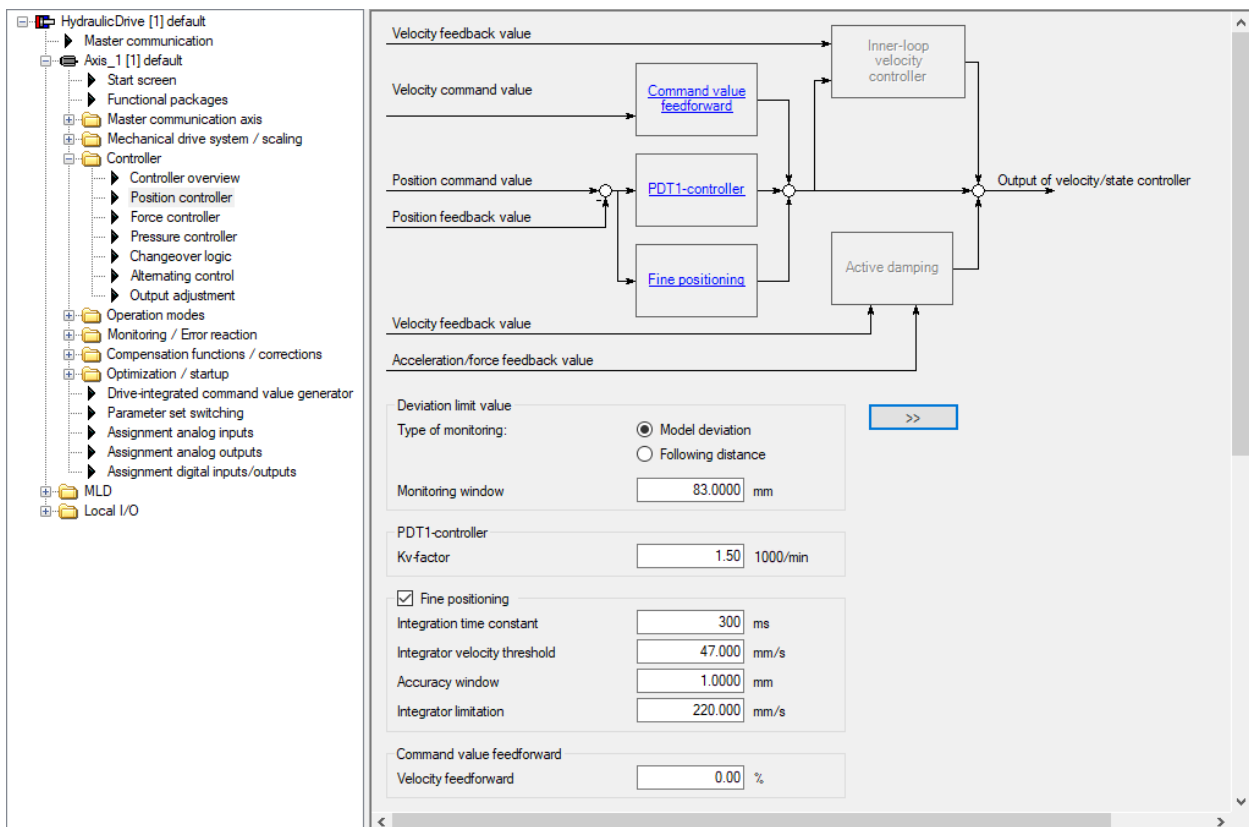 HydraulicDrive [1] default
Master communication
Axis_1 [1] default
Start screen
Functional packages
Master communication axis
Mechanical drive system / scaling
Controller
Controller overview
Position controller
Force controller
Pressure controller
Changeover logic
Alternating control
Output adjustment
Operation modes
Monitoring / Error reaction
Compensation functions / corrections
Optimization / startup
Drive-integrated command value generator
Parameter set switching
Assignment analog inputs
Assignment analog outputs
Assignment digital inputs/outputs
MLD
Local I/O
Velocity feedback value
Inner-loop
velocity
controller
Velocity command value
Command value
feedforward
Position command value
-
PDT1-controller
Output of velocity/state controller
Position feedback value
Fine positioning
Active damping
Velocity feedback value
Acceleration/force feedback value
Deviation limit value
Type of monitoring: Model deviation
Following distance
>>
Monitoring window 83.0000 mm
PDT1-controller
Kv-factor 1.50 1000/min
Fine positioning
Integration time constant 300 ms
Integrator velocity threshold 47.000 mm/s
Accuracy window 1.0000 mm
Integrator limitation 220.000 mm/s
Command value feedforward
Velocity feedforward 0.00 %